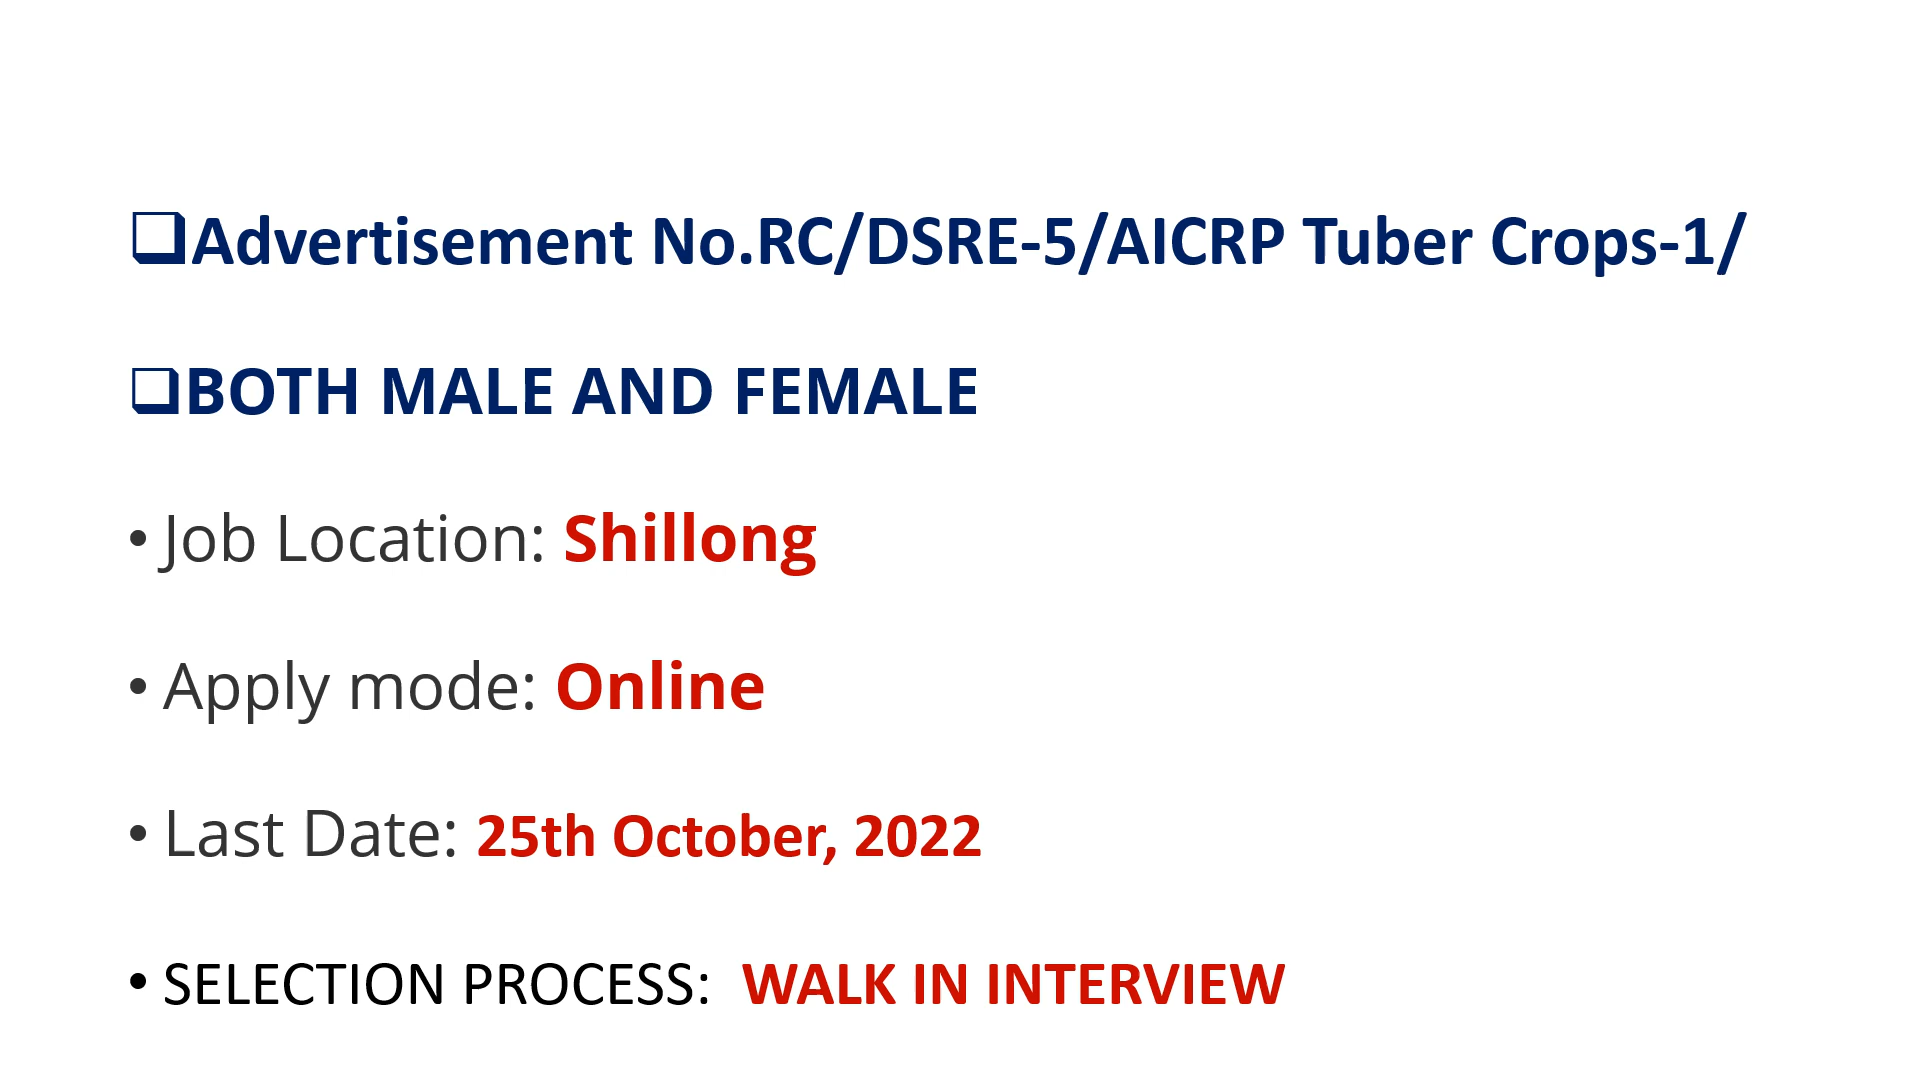 ❑Advertisement No.RC/DSRE-5/AICRP Tuber Crops-1/
❑BOTH MALE AND FEMALE
• Job Location: Shillong
• Apply mode: Online
• Last Date: 25th October, 2022
• SELECTION PROCESS: WALK IN INTERVIEW